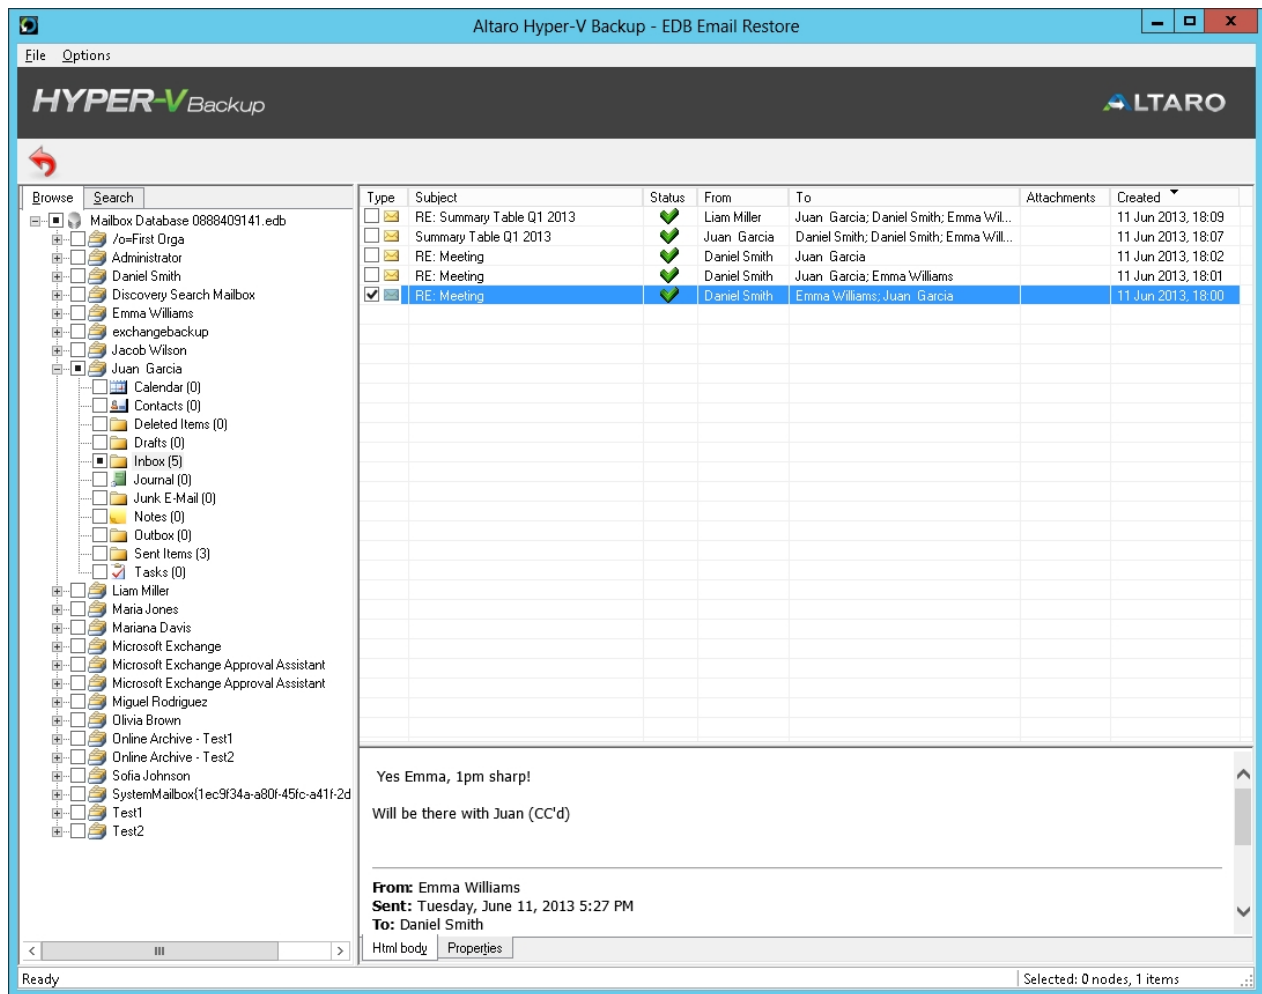 Altaro Hyper-V Backup - EDB Email Restore
File Options
HYPER-V Backup
ALTARO
Browse Search
Mailbox Database 0888409141.edb
/o=First Orga
Administrator
Daniel Smith
Discovery Search Mailbox
Emma Williams
exchangebackup
Jacob Wilson
Juan Garcia
Calendar (0)
Contacts (0)
Deleted Items (0)
Drafts (0)
Inbox (5)
Journal (0)
Junk E-Mail (0)
Notes (0)
Outbox (0)
Sent Items (3)
Tasks (0)
Liam Miller
Maria Jones
Mariana Davis
Microsoft Exchange
Microsoft Exchange Approval Assistant
Microsoft Exchange Approval Assistant
Miguel Rodriguez
Olivia Brown
Online Archive - Test1
Online Archive - Test2
Sofia Johnson
SystemMailbox{1ec9f34a-a80f-45fc-a41f-2d
Test1
Test2
Type Subject Status From To Attachments Created
RE: Summary Table Q1 2013 Liam Miller Juan Garcia; Daniel Smith; Emma Wil... 11 Jun 2013, 18:09
Summary Table Q1 2013 Juan Garcia Daniel Smith; Daniel Smith; Emma Will... 11 Jun 2013, 18:07
RE: Meeting Daniel Smith Juan Garcia 11 Jun 2013, 18:02
RE: Meeting Daniel Smith Juan Garcia; Emma Williams 11 Jun 2013, 18:01
RE: Meeting Daniel Smith Emma Williams; Juan Garcia 11 Jun 2013, 18:00
Yes Emma, 1pm sharp!
Will be there with Juan (CC'd)
From: Emma Williams
Sent: Tuesday, June 11, 2013 5:27 PM
To: Daniel Smith
Html body Properties
Ready
Selected: 0 nodes, 1 items